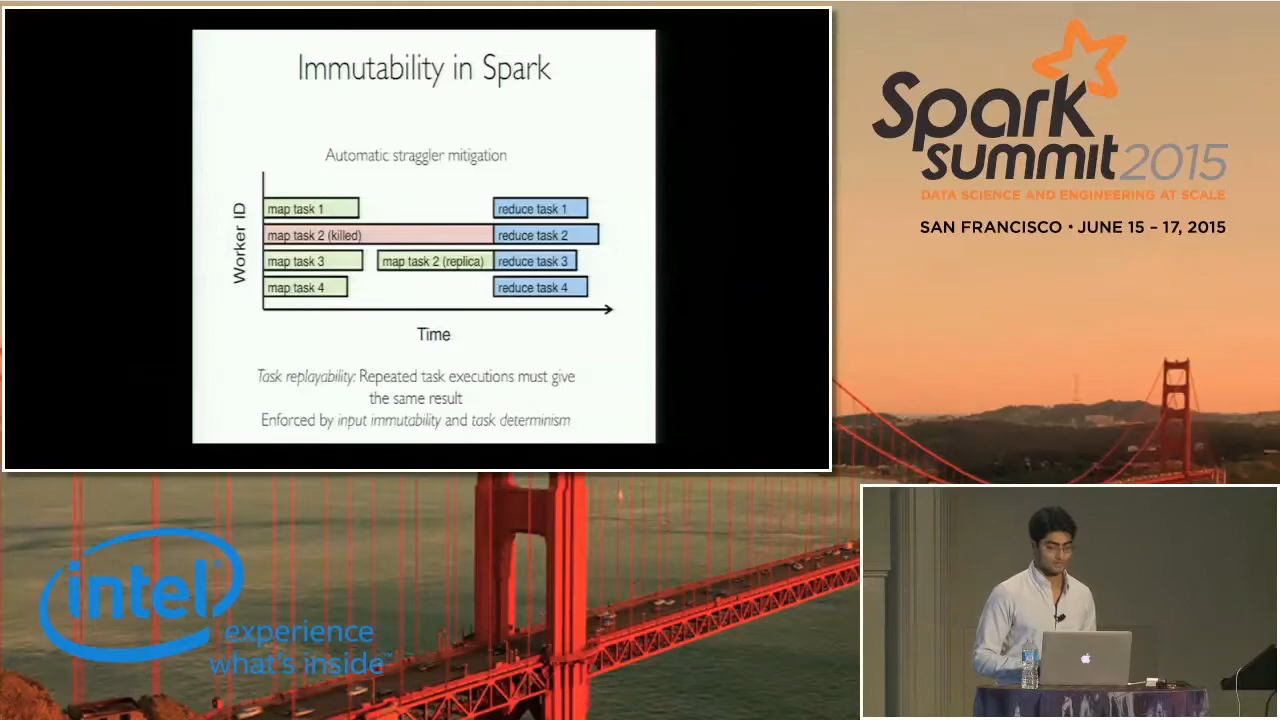 Immutability in Spark
Automatic straggler mitigation
Worker ID
map task 1
reduce task 1
map task 2 (killed)
reduce task 2
map task 3
map task 2 (replica)
reduce task 3
map task 4
reduce task 4
Time
Task replayability: Repeated task executions must give
the same result
Enforced by input immutability and task determinism
Spark
summit 2015
DATA SCIENCE AND ENGINEERING AT SCALE
SAN FRANCISCO • JUNE 15 – 17, 2015
intel®
experience
what's inside™